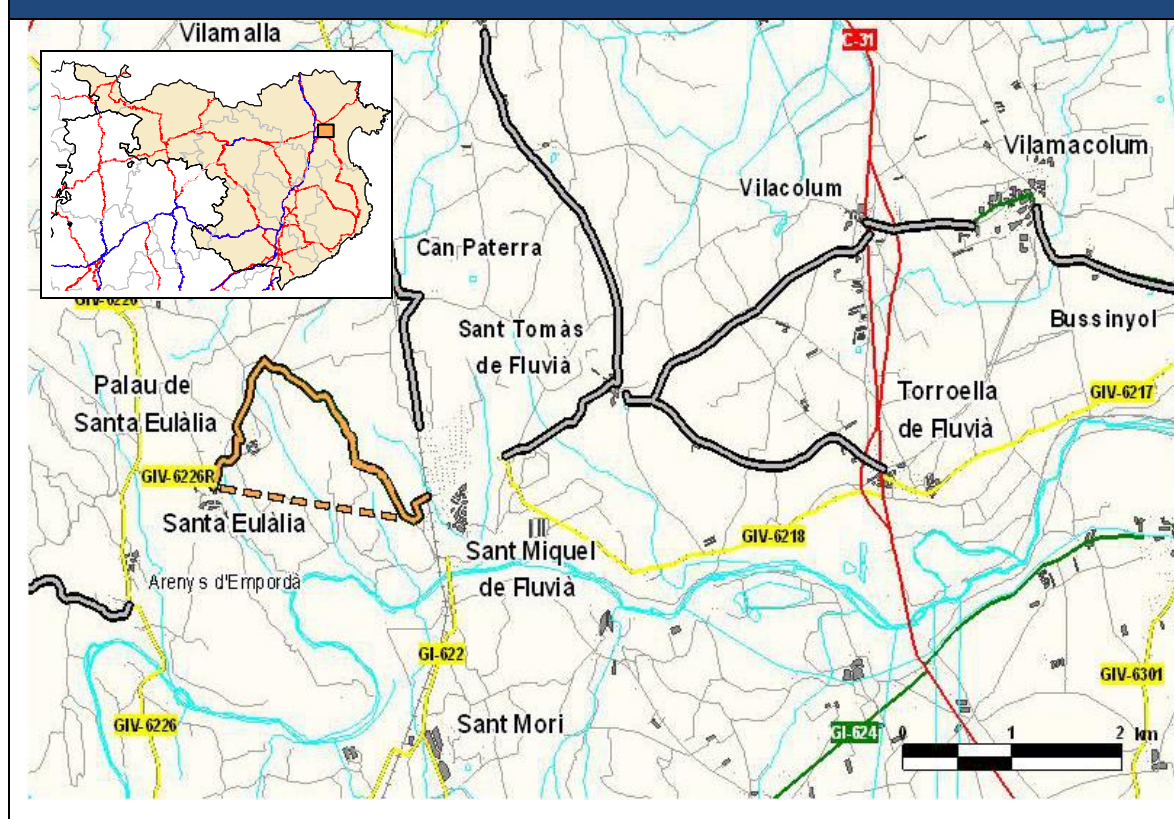 Vilamalla
C-31
Vilamacolum
Vilacolum
Can Paterra
GIV-6226
Bussinyol
Sant Tomàs
de Fluvià
Palau de
Santa Eulàlia
Torroella
de Fluvià
GIV-6217
GIV-6226R
Santa Eulàlia
GIV-6218
Sant Miquel
de Fluvià
Arenys d'Empordà
GI-622
GIV-6301
Sant Mori
GIV-6226
GI-624
0 1 2 km